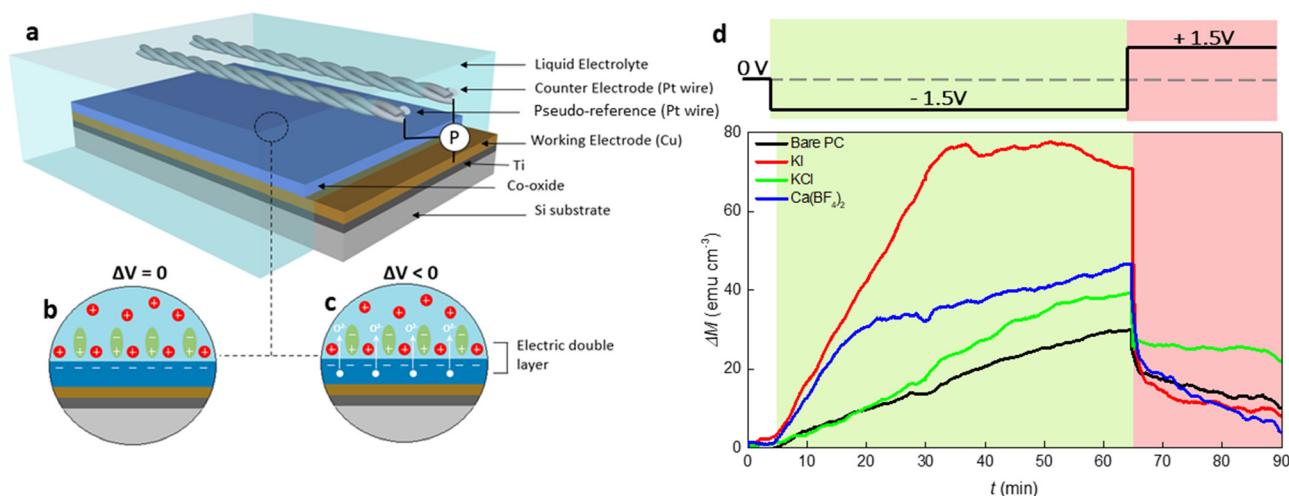 a
Liquid Electrolyte
Counter Electrode (Pt wire)
Pseudo-reference (Pt wire)
P
Working Electrode (Cu)
Ti
Co-oxide
Si substrate
b
ΔV = 0
c
ΔV < 0
O²⁻ O²⁻ O²⁻ O²⁻
Electric double
layer
d
0 V
- 1.5V
+ 1.5V
Bare PC
KI
KCl
Ca(BF₄)₂
ΔM (emu cm⁻³)
80
60
40
20
0
0 10 20 30 40 50 60 70 80 90
t (min)